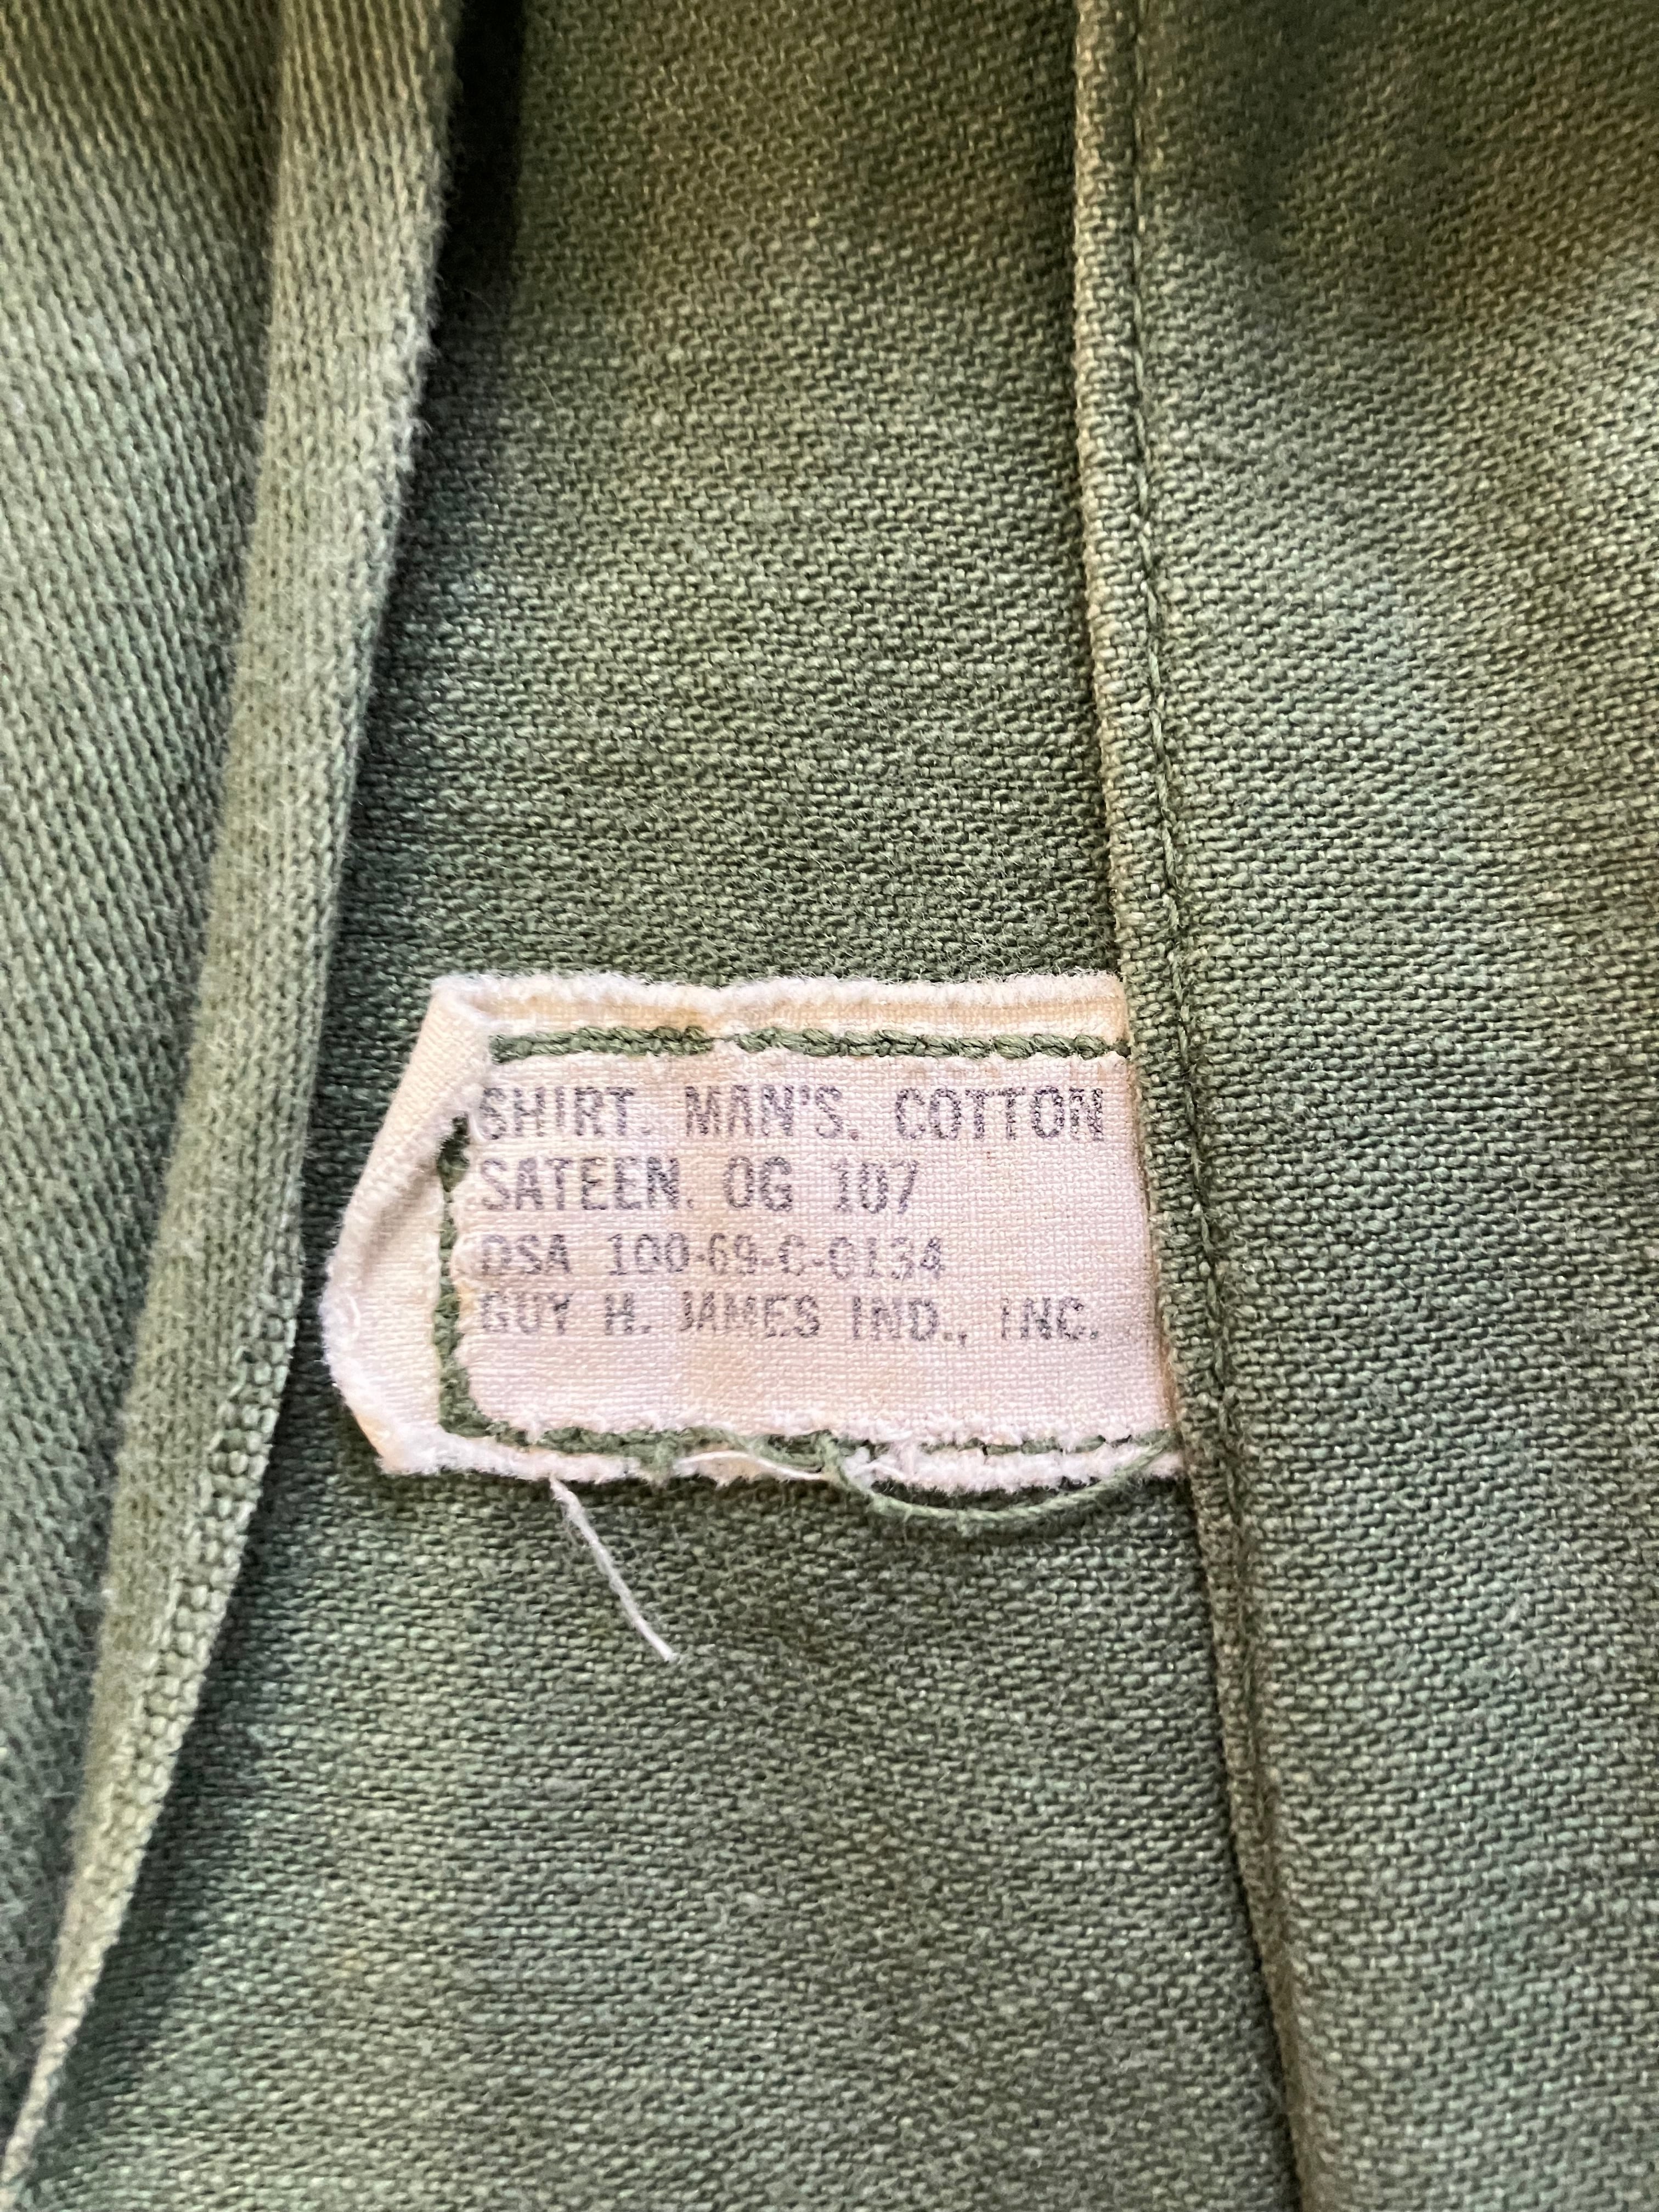 SHIRT. MAN'S. COTTON
SATEEN. OG 107
DSA 100-69-C-0134
GUY H. JAMES IND., INC.